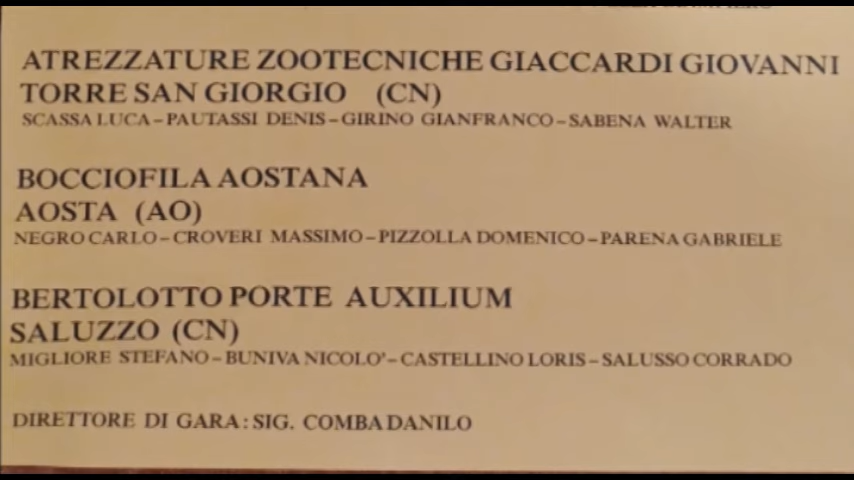 ATREZZATURE ZOOTECNICHE GIACCARDI GIOVANNI
TORRE SAN GIORGIO (CN)
SCASSA LUCA – PAUTASSI DENIS – GIRINO GIANFRANCO – SABENA WALTER
BOCCIOFILA AOSTANA
AOSTA (AO)
NEGRO CARLO – CROVERI MASSIMO – PIZZOLLA DOMENICO – PARENA GABRIELE
BERTOLOTTO PORTE AUXILIUM
SALUZZO (CN)
MIGLIORE STEFANO – BUNIVA NICOLO' – CASTELLINO LORIS – SALUSSO CORRADO
DIRETTORE DI GARA : SIG. COMBA DANILO